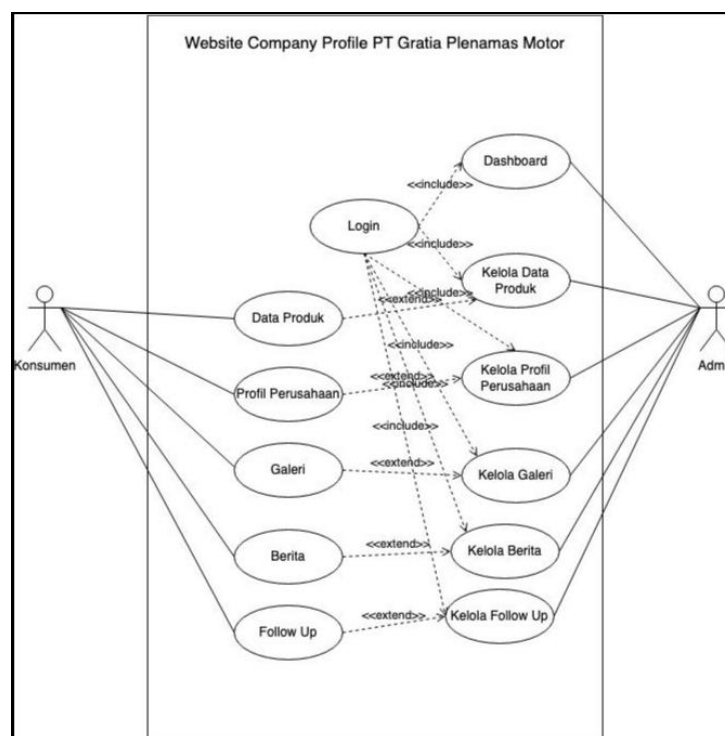 Website Company Profile PT Gratia Plenamas Motor
Dashboard
<<include>>
Login
<<include>>
Kelola Data
Produk
<<include>>
<<extend>>
Data Produk
Konsumen
<<include>>
Kelola Profil
Perusahaan
Adm
<<extend>>
<<include>>
Profil Perusahaan
<<include>>
Galeri
<<extend>>
Kelola Galeri
Berita
<<extend>>
Kelola Berita
Follow Up
<<extend>>
Kelola Follow Up